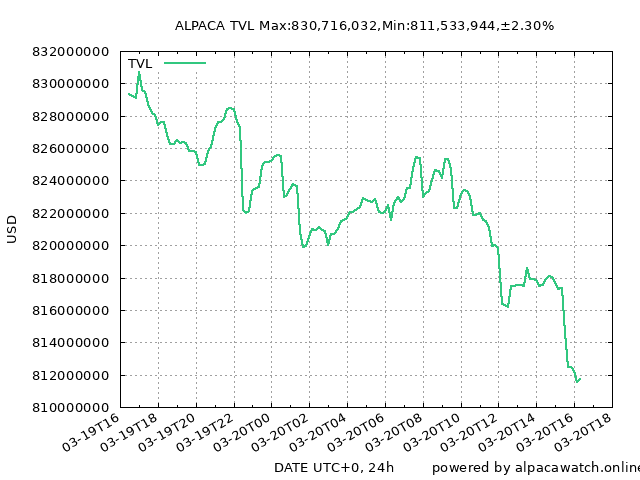 ALPACA TVL Max:830,716,032,Min:811,533,944,±2.30%
TVL
832000000
830000000
828000000
826000000
824000000
822000000
820000000
818000000
816000000
814000000
812000000
810000000
USD
03-19T16
03-19T18
03-19T20
03-19T22
03-20T00
03-20T02
03-20T04
03-20T06
03-20T08
03-20T10
03-20T12
03-20T14
03-20T16
03-20T18
DATE UTC+0, 24h
powered by alpacawatch.online